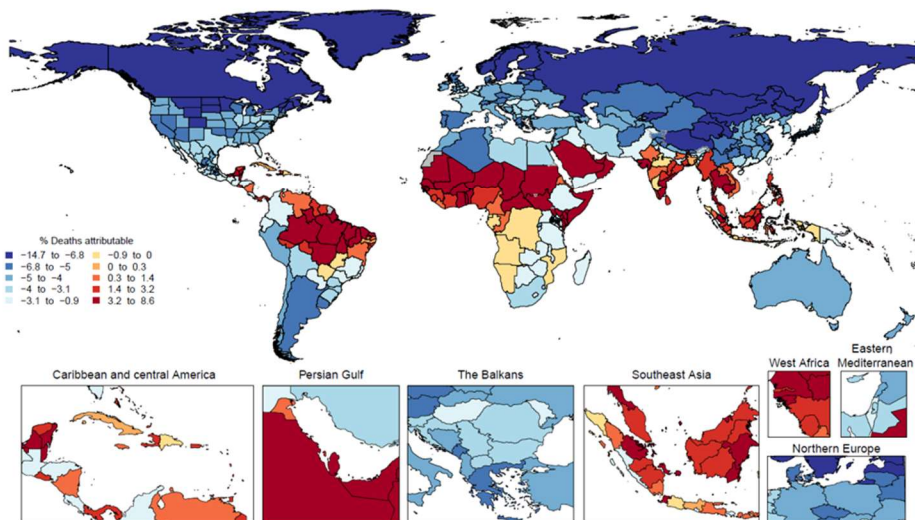 % Deaths attributable
−14.7 to −6.8
−6.8 to −5
−5 to −4
−4 to −3.1
−3.1 to −0.9
−0.9 to 0
0 to 0.3
0.3 to 1.4
1.4 to 3.2
3.2 to 8.6
Caribbean and central America
Persian Gulf
The Balkans
Southeast Asia
West Africa
Eastern
Mediterranean
Northern Europe